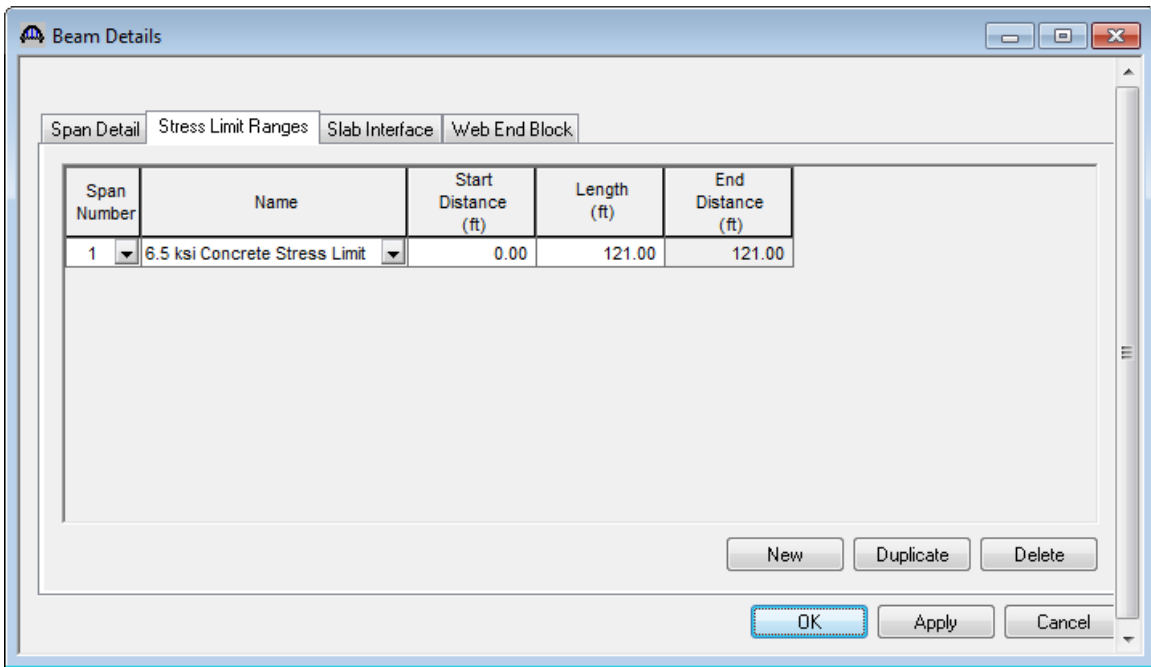 Beam Details
Span Detail Stress Limit Ranges Slab Interface Web End Block
Span Number Name Start Distance (ft) Length (ft) End Distance (ft)
1 6.5 ksi Concrete Stress Limit 0.00 121.00 121.00
New Duplicate Delete
OK Apply Cancel